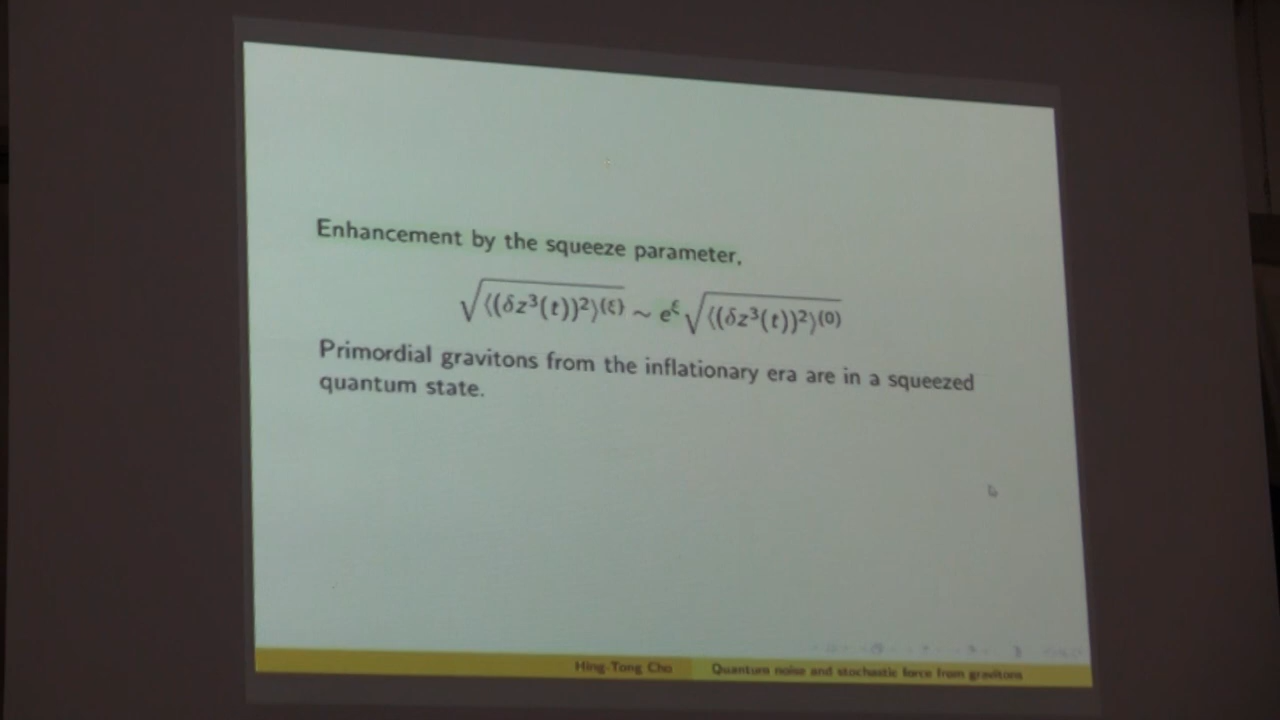 Enhancement by the squeeze parameter,
√⟨(δz³(t))²⟩⁽ξ⁾ ∼ eξ √⟨(δz³(t))²⟩⁽⁰⁾
Primordial gravitons from the inflationary era are in a squeezed
quantum state.
Hing-Tong Cho Quantum noise and stochastic force from gravitons